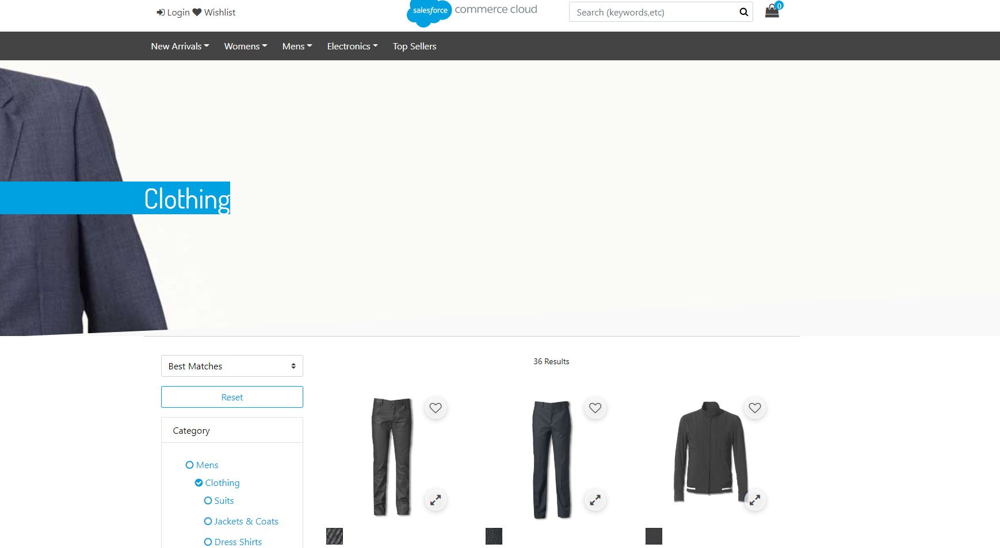 Login Wishlist
salesforce commerce cloud
Search (keywords,etc)
0
New Arrivals Womens Mens Electronics Top Sellers
Clothing
Best Matches
36 Results
Reset
Category
Mens
Clothing
Suits
Jackets & Coats
Dress Shirts